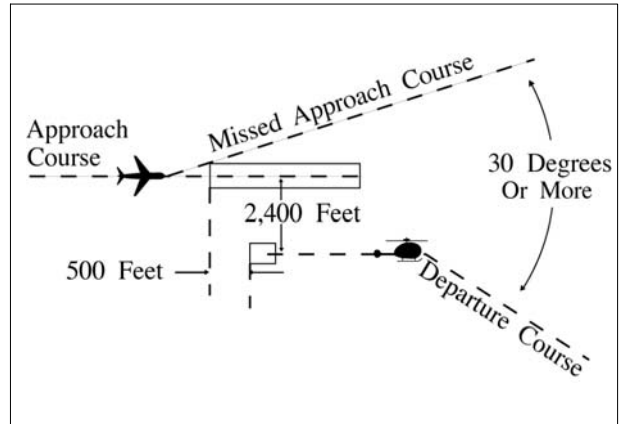 Missed Approach Course
Approach
Course
30 Degrees
Or More
2,400 Feet
500 Feet
Departure Course